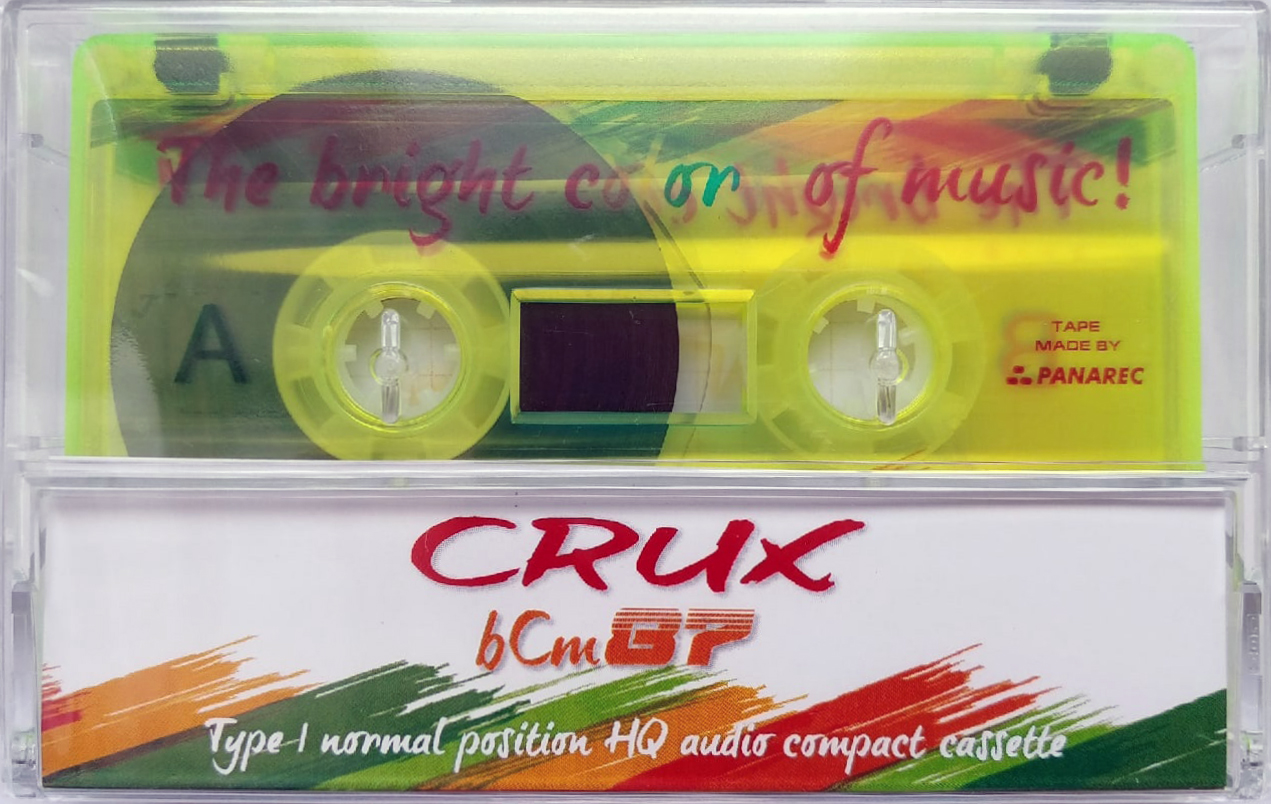 The bright color of music!
A
TAPE
MADE BY
PANAREC
CRUX
bCm87
Type I normal position HQ audio compact cassette